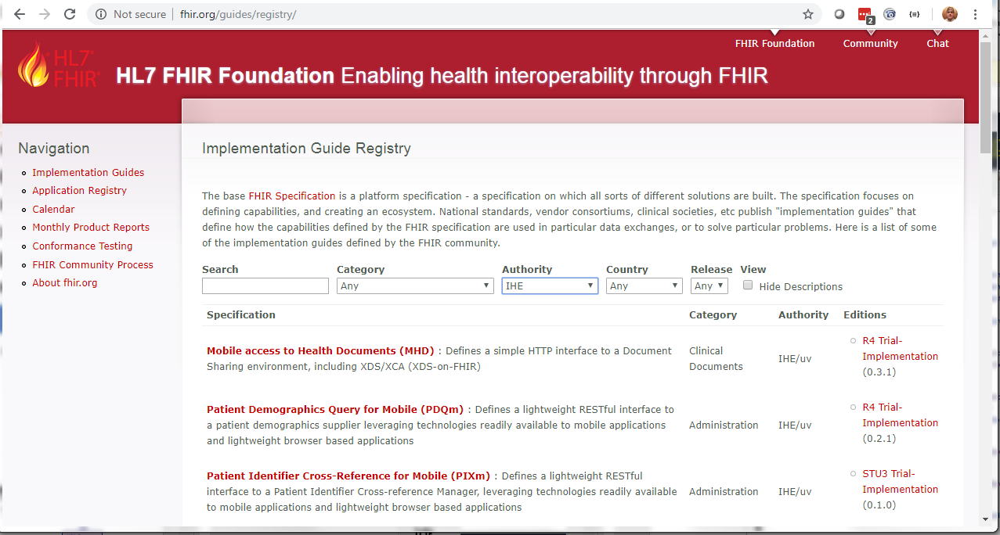 Not secure | fhir.org/guides/registry/
2
FHIR Foundation Community Chat
HL7
FHIR
HL7 FHIR Foundation Enabling health interoperability through FHIR
Navigation
Implementation Guides
Application Registry
Calendar
Monthly Product Reports
Conformance Testing
FHIR Community Process
About fhir.org
Implementation Guide Registry
The base FHIR Specification is a platform specification - a specification on which all sorts of different solutions are built. The specification focuses on
defining capabilities, and creating an ecosystem. National standards, vendor consortiums, clinical societies, etc publish "implementation guides" that
define how the capabilities defined by the FHIR specification are used in particular data exchanges, or to solve particular problems. Here is a list of some
of the implementation guides defined by the FHIR community.
Search Category Authority Country Release View
Any IHE Any Any Hide Descriptions
Specification Category Authority Editions
Mobile access to Health Documents (MHD) : Defines a simple HTTP interface to a Document
Sharing environment, including XDS/XCA (XDS-on-FHIR)
Clinical
Documents
IHE/uv
R4 Trial-
Implementation
(0.3.1)
Patient Demographics Query for Mobile (PDQm) : Defines a lightweight RESTful interface to
a patient demographics supplier leveraging technologies readily available to mobile applications
and lightweight browser based applications
Administration
IHE/uv
R4 Trial-
Implementation
(0.2.1)
Patient Identifier Cross-Reference for Mobile (PIXm) : Defines a lightweight RESTful
interface to a Patient Identifier Cross-reference Manager, leveraging technologies readily available
to mobile applications and lightweight browser based applications
Administration
IHE/uv
STU3 Trial-
Implementation
(0.1.0)